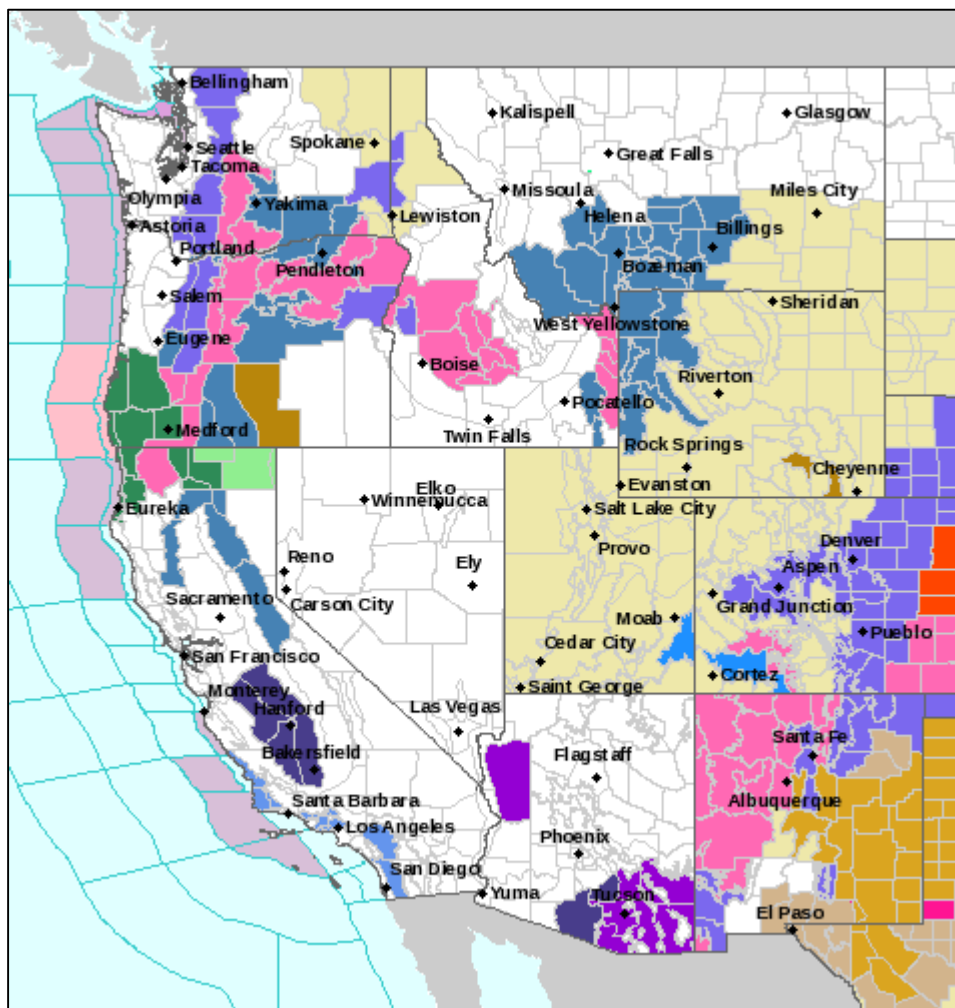 Bellingham
Kalispell
Glasgow
Seattle
Spokane
Great Falls
Tacoma
Olympia
Missoula
Miles City
Yakima
Lewiston
Helena
Astoria
Billings
Portland
Pendleton
Bozeman
Salem
Sheridan
West Yellowstone
Eugene
Boise
Riverton
Pocatello
Medford
Twin Falls
Rock Springs
Cheyenne
Evanston
Elko
Winnemucca
Eureka
Salt Lake City
Provo
Denver
Reno
Ely
Aspen
Carson City
Grand Junction
Sacramento
Moab
Pueblo
Cedar City
San Francisco
Cortez
Saint George
Monterey
Hanford
Las Vegas
Santa Fe
Bakersfield
Flagstaff
Albuquerque
Santa Barbara
Los Angeles
Phoenix
San Diego
Yuma
Tucson
El Paso